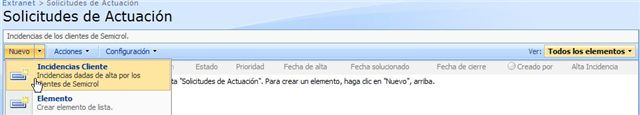 Extranet > Solicitudes de Actuación
Solicitudes de Actuación
Incidencias de los dientes de Semicrol.
Nuevo Acciones Configuración Ver: Todos los elementos
Incidencias Cliente
Incidencias dadas de alta por los
clientes de Semicrol
Estado Prioridad Fecha de alta Fecha solucionado Fecha de cierre Creado por Alta Incidencia
ta "Solicitudes de Actuación". Para crear un elemento, haga clic en "Nuevo", arriba.
Elemento
Crear elemento de lista.